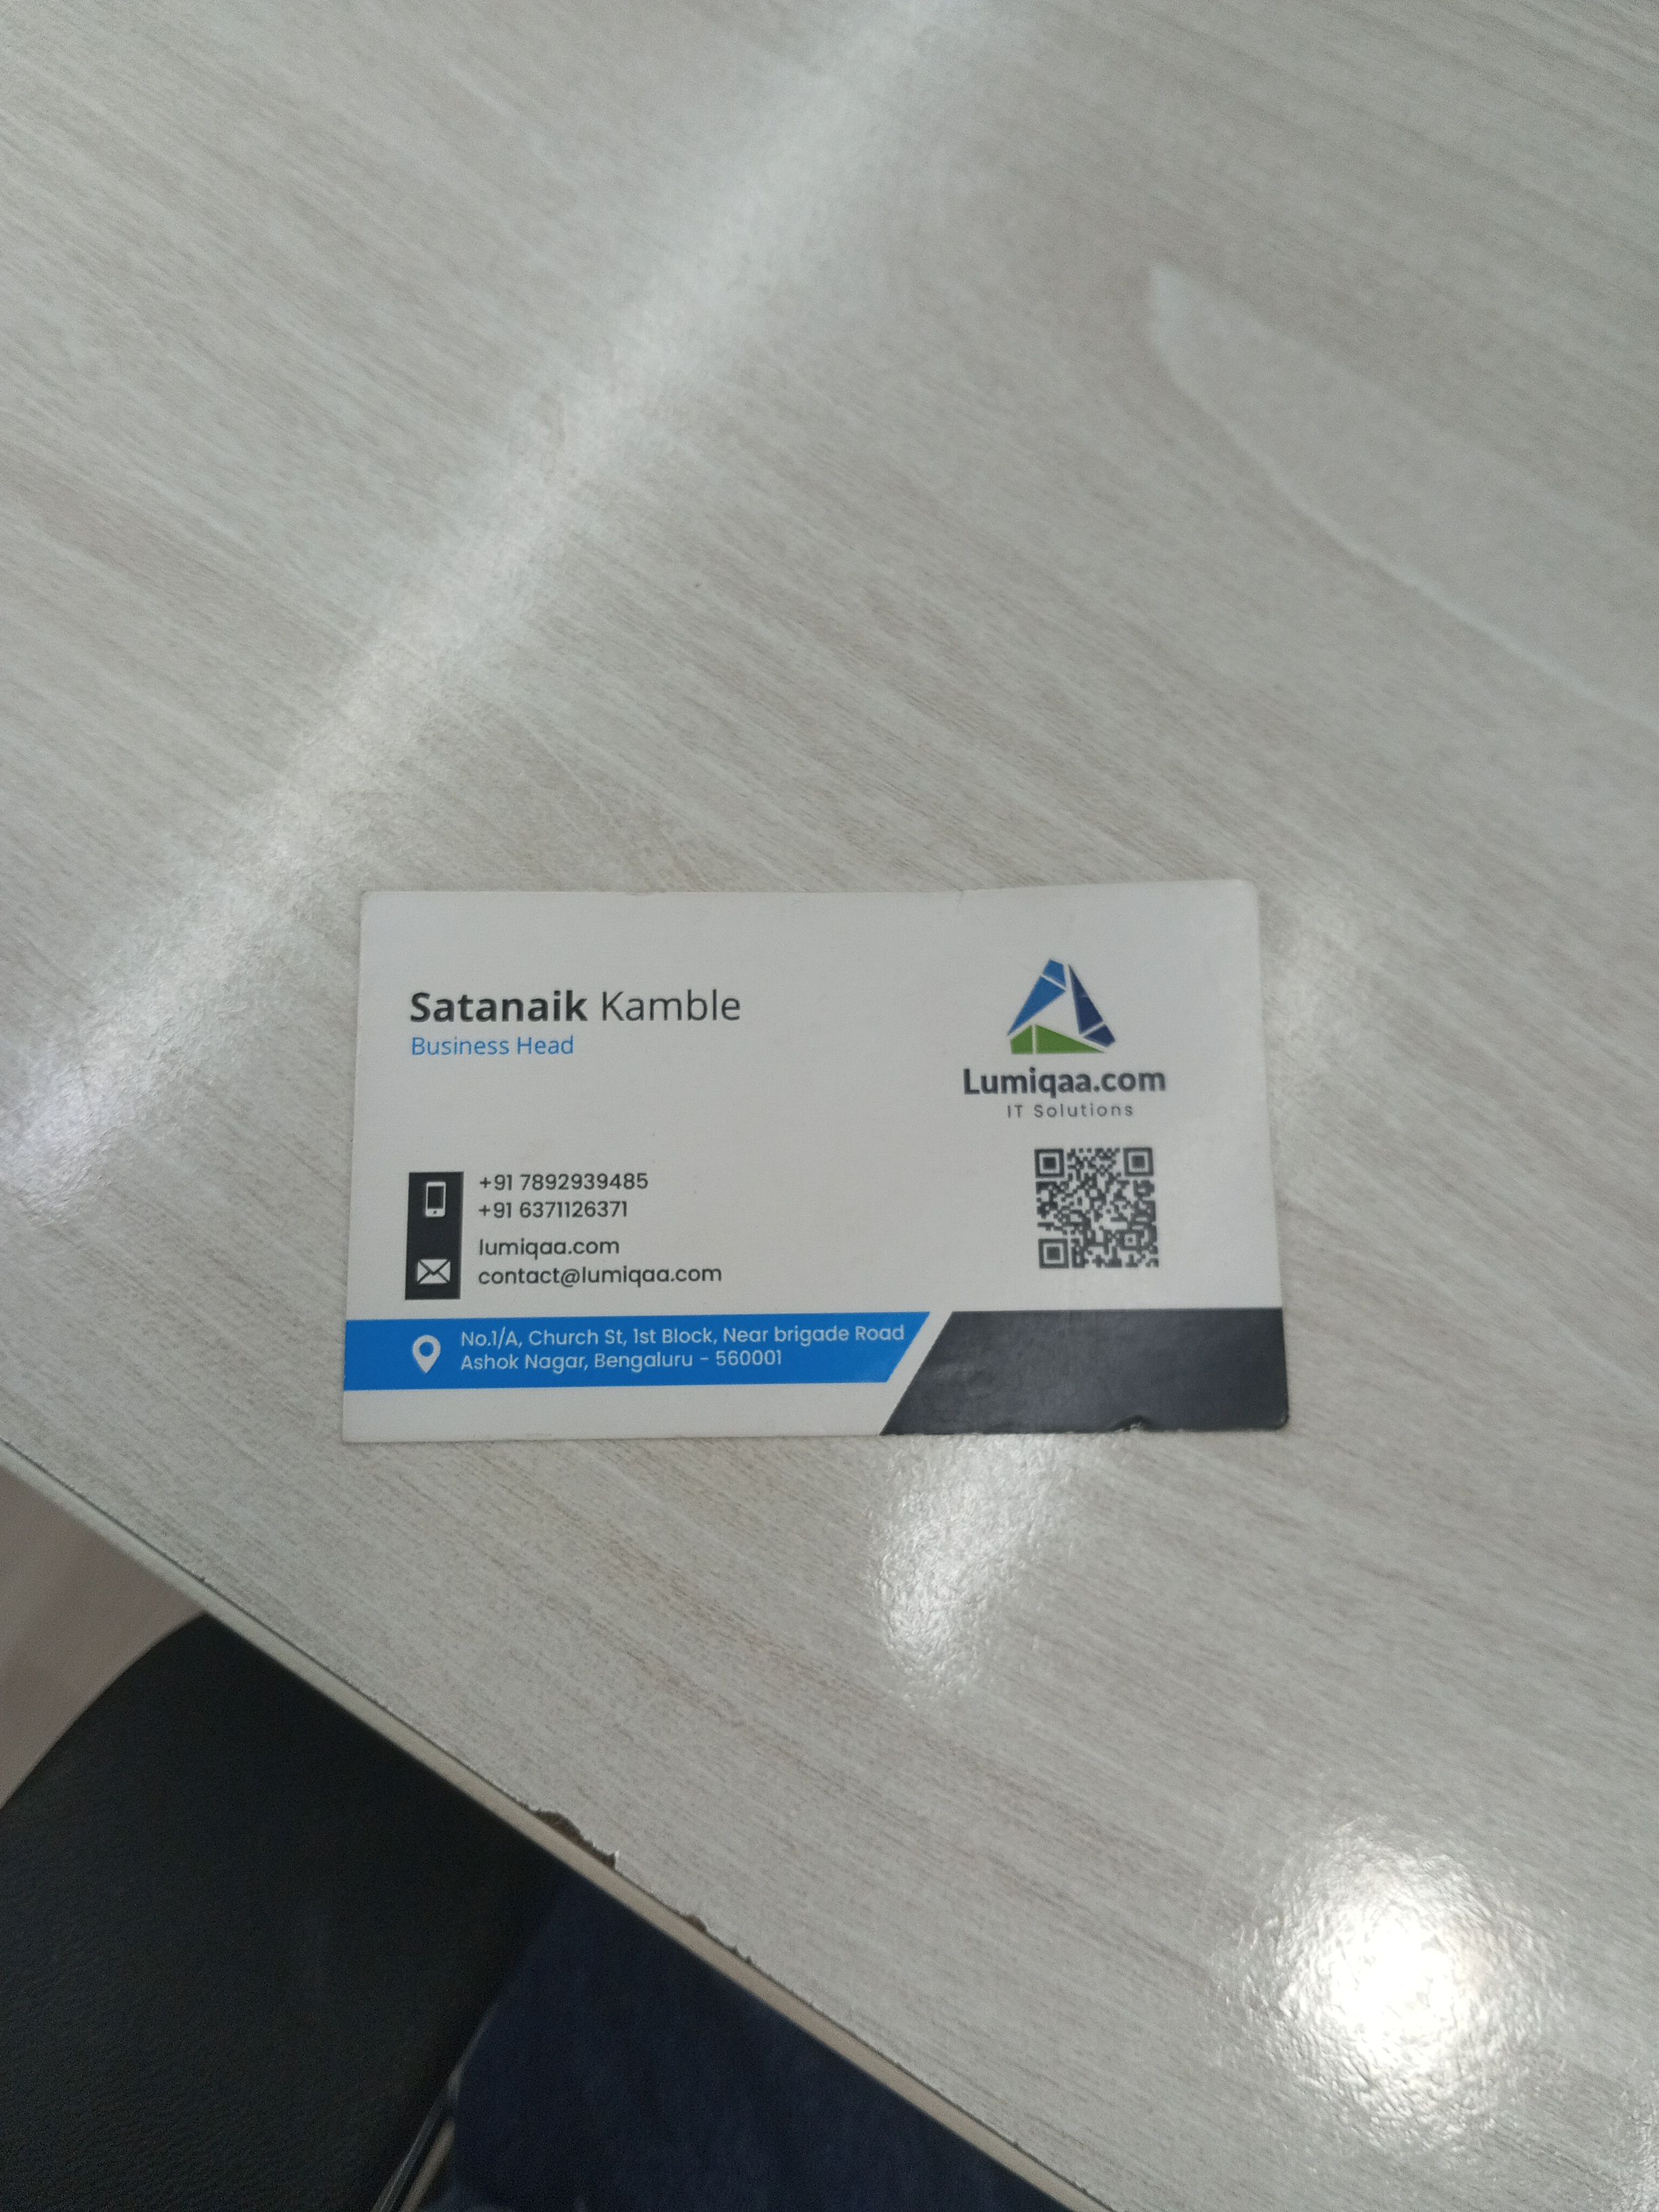 Satanaik Kamble
Business Head
Lumiqaa.com
IT Solutions
+91 7892939485
+91 6371126371
lumiqaa.com
contact@lumiqaa.com
No.1/A, Church St, 1st Block, Near brigade Road
Ashok Nagar, Bengaluru - 560001